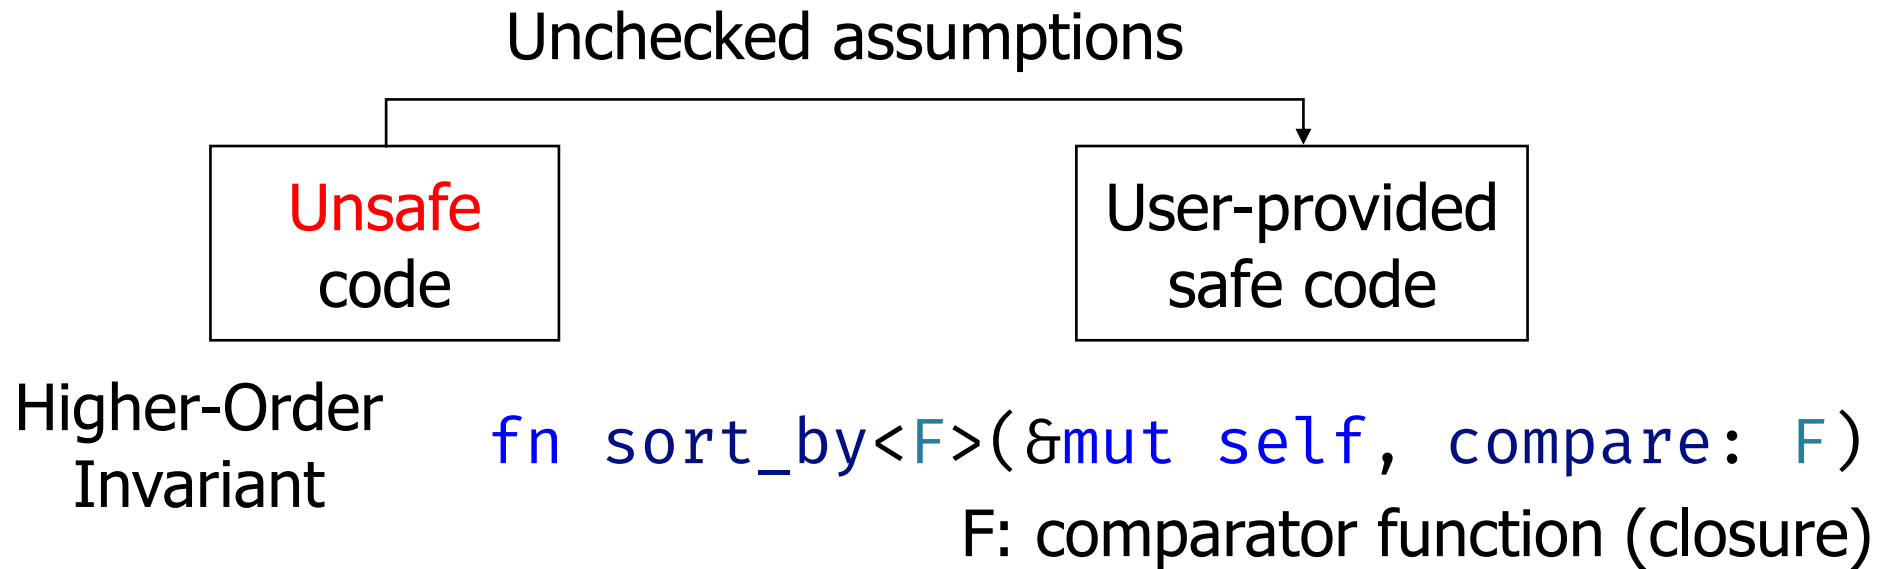 Unchecked assumptions
Unsafe
code
User-provided
safe code
Higher-Order
Invariant
fn sort_by<F>(&mut self, compare: F)
F: comparator function (closure)